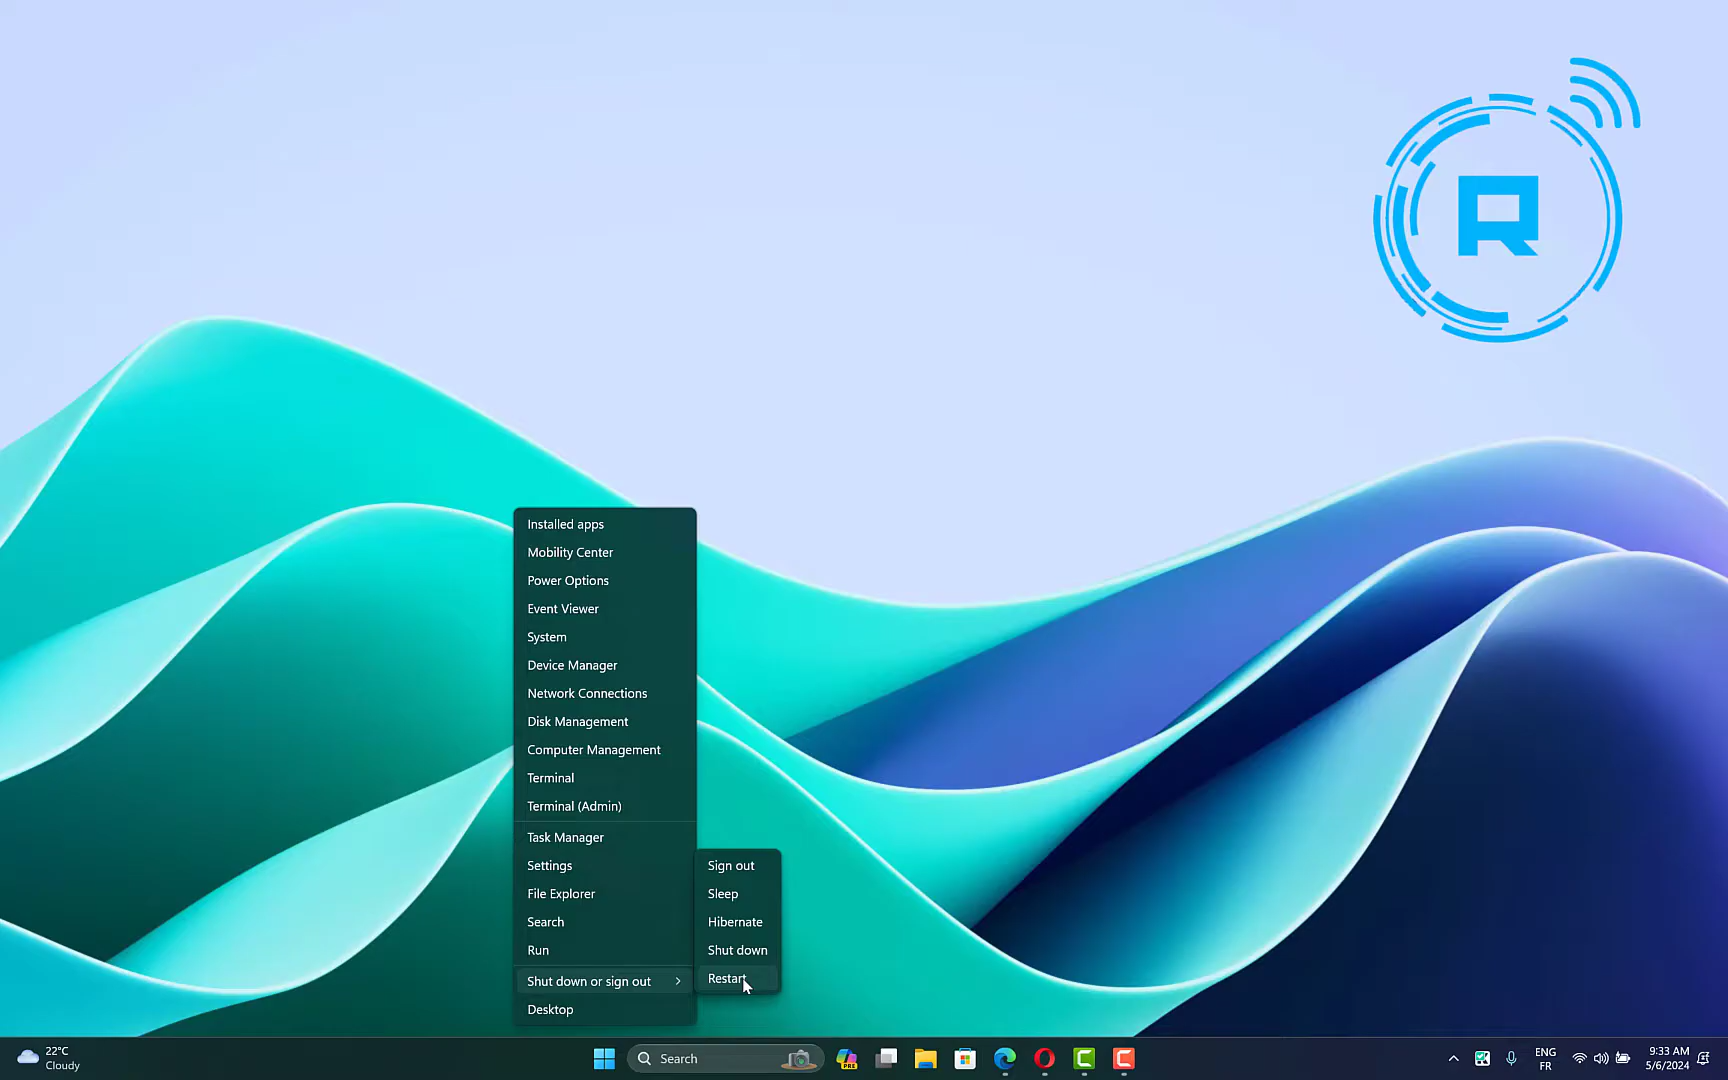 R
Installed apps
Mobility Center
Power Options
Event Viewer
System
Device Manager
Network Connections
Disk Management
Computer Management
Terminal
Terminal (Admin)
Task Manager
Settings
File Explorer
Search
Run
Shut down or sign out
Desktop
Sign out
Sleep
Hibernate
Shut down
Restart
22°C
Cloudy
Search
PRE
ENG
FR
9:33 AM
5/6/2024